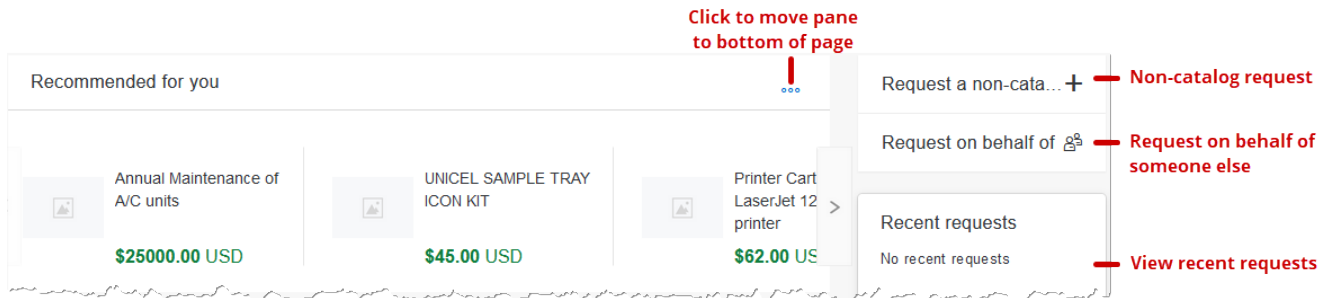 Click to move pane
to bottom of page
Recommended for you
Request a non-cata...
Non-catalog request
Request on behalf of
Request on behalf of
someone else
Annual Maintenance of
A/C units
$25000.00 USD
UNICEL SAMPLE TRAY
ICON KIT
$45.00 USD
Printer Cart
LaserJet 12
printer
$62.00 US
Recent requests
No recent requests
View recent requests